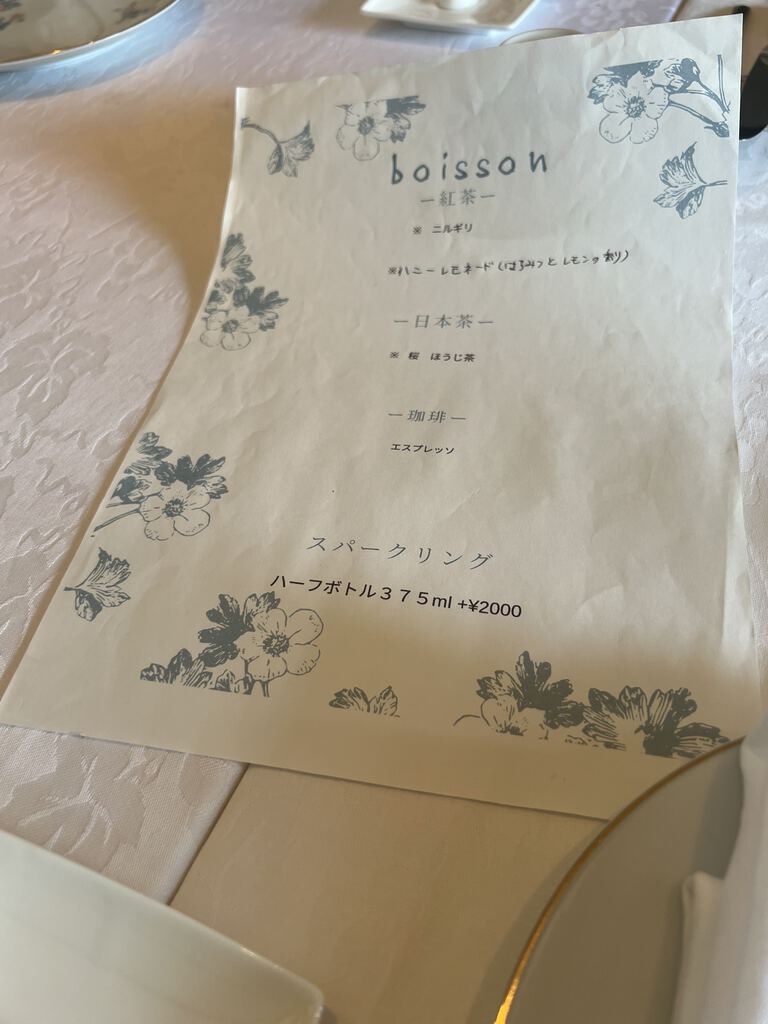 boisson
ー紅茶ー
※ ニルギリ
※ハニーレモネード(はちみつとレモンの香り)
ー日本茶ー
※ 桜 ほうじ茶
ー珈琲ー
エスプレッソ
スパークリング
ハーフボトル３７５ml +¥2000